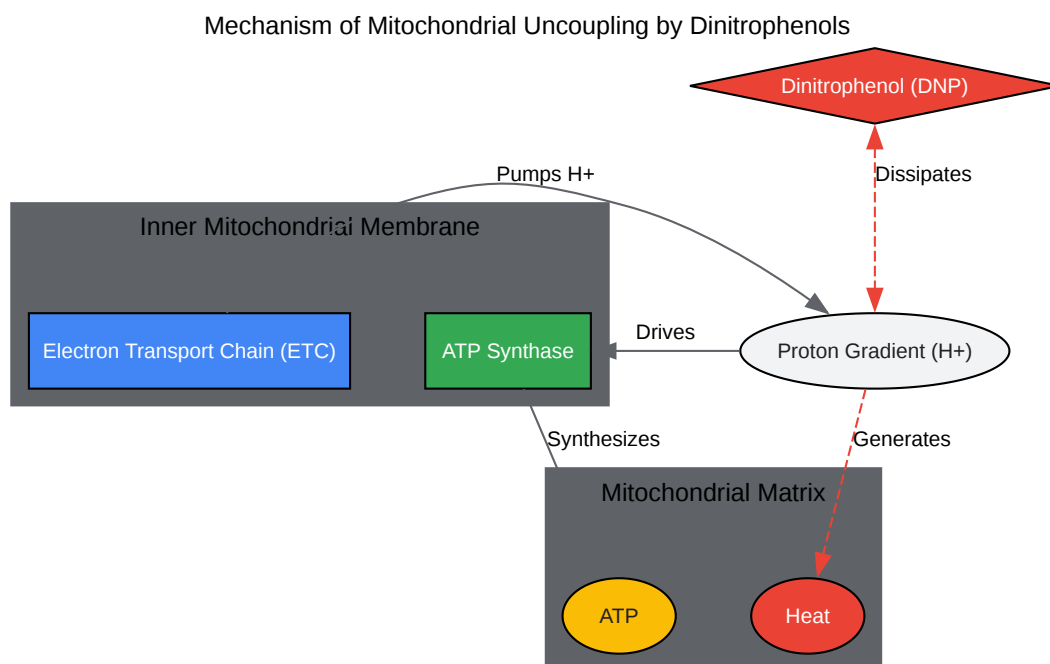 Mechanism of Mitochondrial Uncoupling by Dinitrophenols
Dinitrophenol (DNP)
Pumps H+
Dissipates
Inner Mitochondrial Membrane
Electron Transport Chain (ETC)
ATP Synthase
Drives
Proton Gradient (H+)
Synthesizes
Generates
Mitochondrial Matrix
ATP
Heat